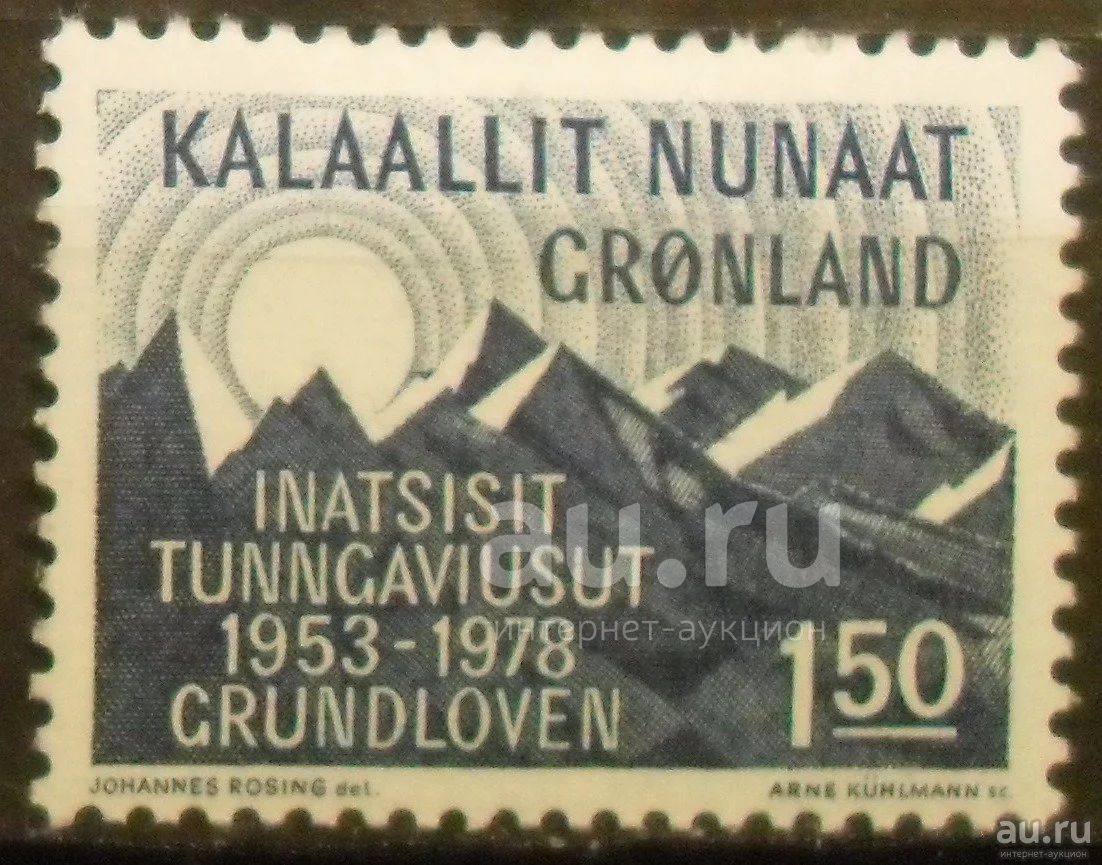 KALAALLIT NUNAAT
GRØNLAND
INATSISIT
TUNNGAVIUSUT
1953-1978
GRUNDLOVEN
1 50
JOHANNES ROSING del.
ARNE KÜHLMANN sc.
au.ru
интернет-аукцион
au.ru
интернет-аукцион